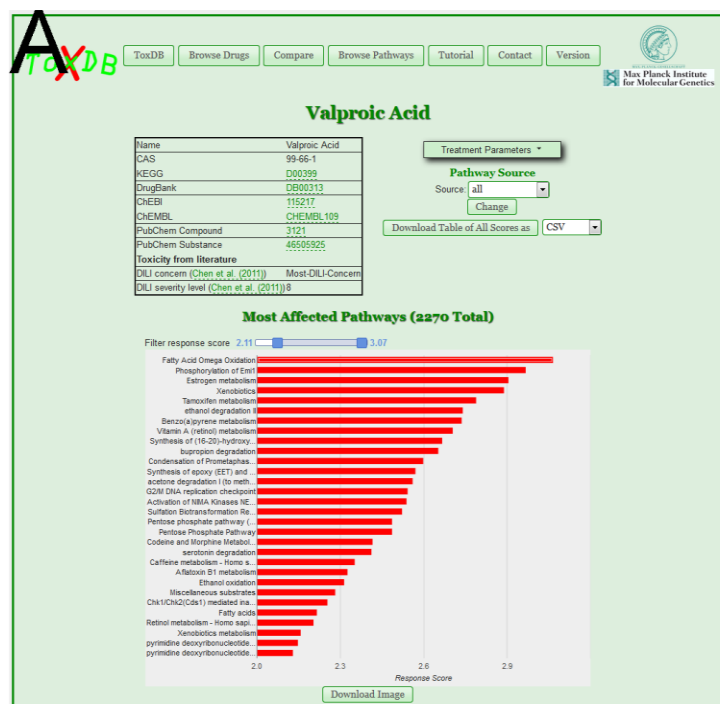 A
ToXDB
ToxDB Browse Drugs Compare Browse Pathways Tutorial Contact Version
Max Planck Institute
for Molecular Genetics
Valproic Acid
Name Valproic Acid
CAS 99-66-1
KEGG D00399
DrugBank DB00313
ChEBI 115217
ChEMBL CHEMBL109
PubChem Compound 3121
PubChem Substance 46505925
Toxicity from literature
DILI concern (Chen et al. (2011)) Most-DILI-Concern
DILI severity level (Chen et al. (2011)) 8
Treatment Parameters
Pathway Source
Source: all
Change
Download Table of All Scores as CSV
Most Affected Pathways (2270 Total)
Filter response score 2.11 3.07
Fatty Acid Omega Oxidation
Phosphorylation of Emi1
Estrogen metabolism
Xenobiotics
Tamoxifen metabolism
ethanol degradation II
Benzo(a)pyrene metabolism
Vitamin A (retinol) metabolism
Synthesis of (16-20)-hydroxy...
bupropion degradation
Condensation of Prometaphas...
Synthesis of epoxy (EET) and ...
acetone degradation I (to meth...
G2/M DNA replication checkpoint
Activation of NIMA Kinases NE...
Sulfation Biotransformation Re...
Pentose phosphate pathway (...
Pentose Phosphate Pathway
Codeine and Morphine Metabol...
serotonin degradation
Caffeine metabolism - Homo s...
Aflatoxin B1 metabolism
Ethanol oxidation
Miscellaneous substrates
Chk1/Chk2(Cds1) mediated ina...
Fatty acids
Retinol metabolism - Homo sapi...
Xenobiotics metabolism
pyrimidine deoxyribonucleotide...
pyrimidine deoxyribonucleotide...
2.0 2.3 2.6 2.9
Response Score
Download Image